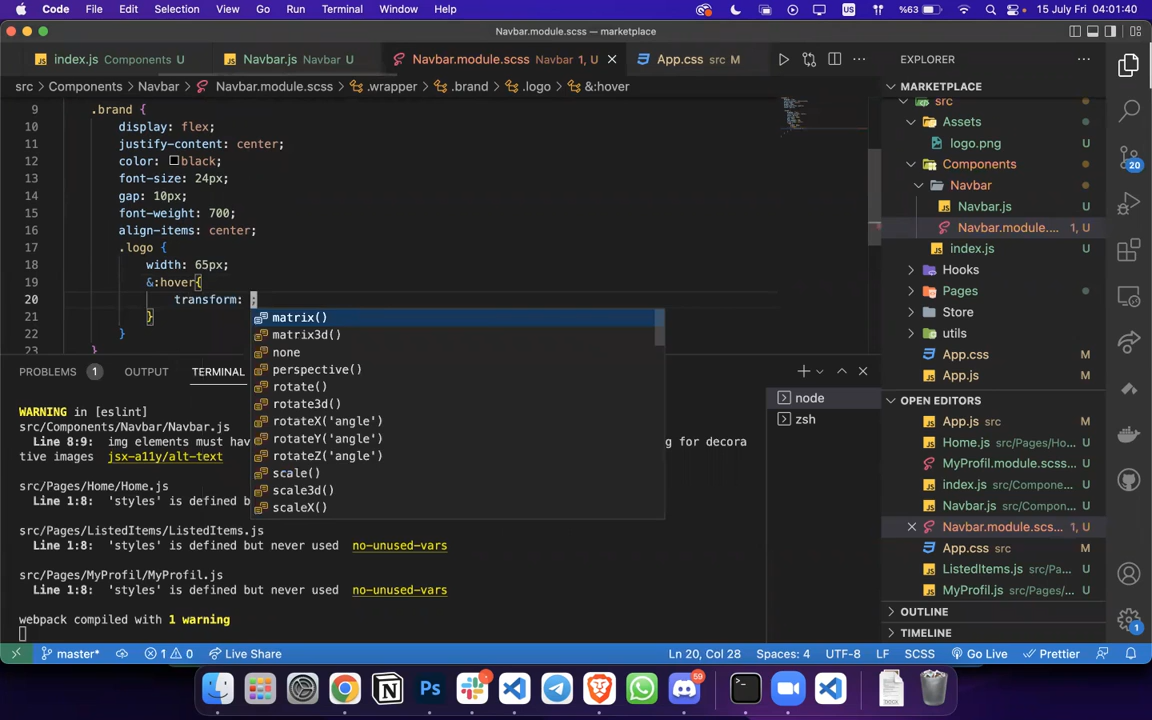 Code File Edit Selection View Go Run Terminal Window Help %63 US 15 July Fri 04:01:40
Navbar.module.scss — marketplace
index.js Components U Navbar.js Navbar U Navbar.module.scss Navbar 1, U App.css src M
EXPLORER
src > Components > Navbar > Navbar.module.scss > .wrapper > .brand > .logo > &:hover
9 .brand {
10 display: flex;
11 justify-content: center;
12 color: black;
13 font-size: 24px;
14 gap: 10px;
15 font-weight: 700;
16 align-items: center;
17 .logo {
18 width: 65px;
19 &:hover{
20 transform: ;
21 }
22 }
23 }
matrix()
matrix3d()
none
perspective()
rotate()
rotate3d()
rotateX('angle')
rotateY('angle')
rotateZ('angle')
scale()
scale3d()
scaleX()
PROBLEMS 1 OUTPUT TERMINAL
WARNING in [eslint]
src/Components/Navbar/Navbar.js
Line 8:9: img elements must hav g for decora
tive images jsx-a11y/alt-text
src/Pages/Home/Home.js
Line 1:8: 'styles' is defined b
src/Pages/ListedItems/ListedItems.js
Line 1:8: 'styles' is defined but never used no-unused-vars
src/Pages/MyProfil/MyProfil.js
Line 1:8: 'styles' is defined but never used no-unused-vars
webpack compiled with 1 warning
node
zsh
MARKETPLACE
src
Assets
logo.png U
Components
Navbar
Navbar.js U
Navbar.module.... 1, U
index.js U
Hooks
Pages
Store
utils
App.css M
App.js M
OPEN EDITORS
App.js M
Home.js src/Pages/Ho... M
MyProfil.module.scss... M
index.js src/Compone... U
Navbar.js src/Compon... U
Navbar.module.scs... 1, U
App.css src M
ListedItems.js src/Pa... M
MyProfil.js src/Pages/... M
OUTLINE
TIMELINE
20
1
master* 1 0 Live Share Ln 20, Col 28 Spaces: 4 UTF-8 LF SCSS Go Live Prettier
Ps 59